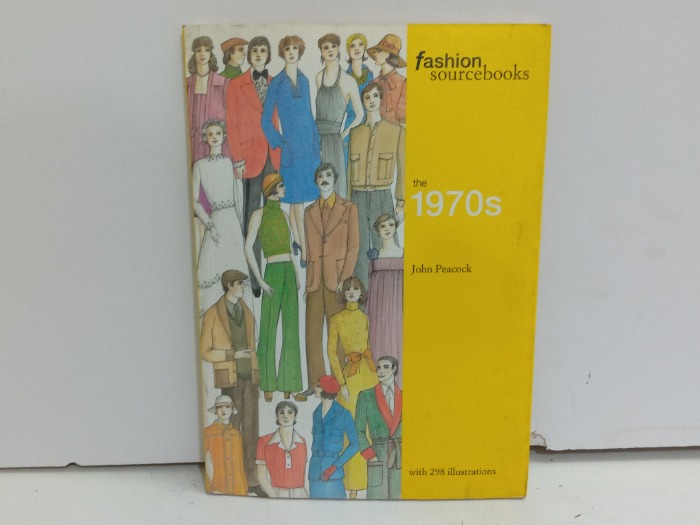 fashion
sourcebooks
the
1970s
John Peacock
with 298 illustrations